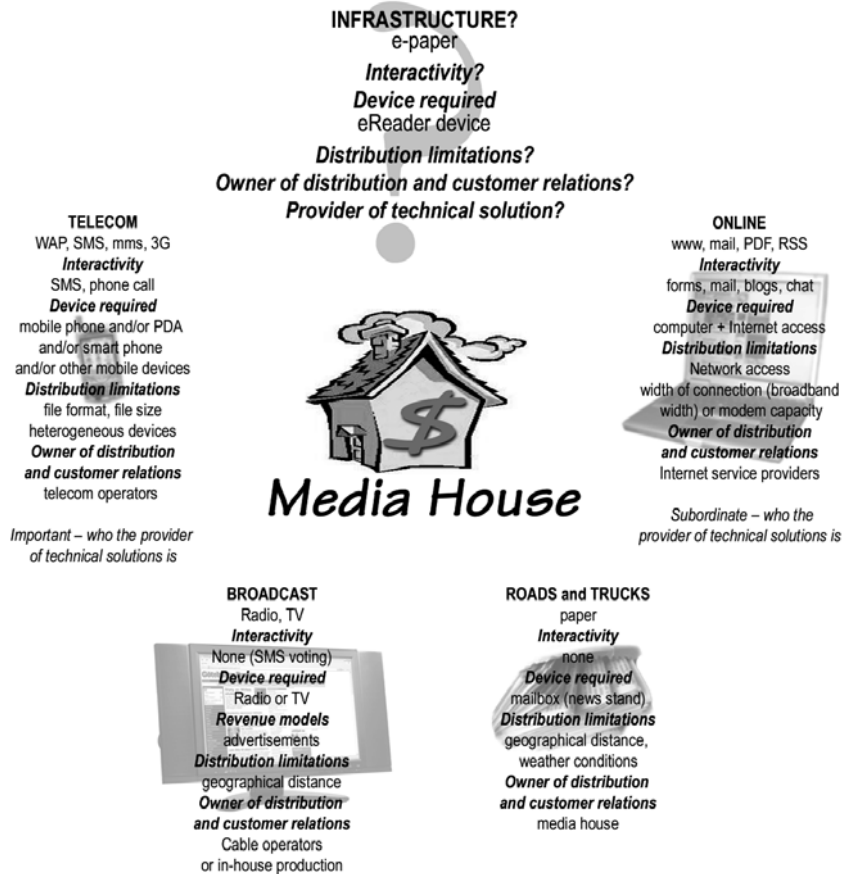 INFRASTRUCTURE?
e-paper
Interactivity?
Device required
eReader device
Distribution limitations?
Owner of distribution and customer relations?
Provider of technical solution?
TELECOM
WAP, SMS, mms, 3G
Interactivity
SMS, phone call
Device required
mobile phone and/or PDA
and/or smart phone
and/or other mobile devices
Distribution limitations
file format, file size
heterogeneous devices
Owner of distribution
and customer relations
telecom operators
Important – who the provider
of technical solutions is
ONLINE
www, mail, PDF, RSS
Interactivity
forms, mail, blogs, chat
Device required
computer + Internet access
Distribution limitations
Network access
width of connection (broadband
width) or modem capacity
Owner of distribution
and customer relations
Internet service providers
Subordinate – who the
provider of technical solutions is
$
Media House
BROADCAST
Radio, TV
Interactivity
None (SMS voting)
Device required
Radio or TV
Revenue models
advertisements
Distribution limitations
geographical distance
Owner of distribution
and customer relations
Cable operators
or in-house production
ROADS and TRUCKS
paper
Interactivity
none
Device required
mailbox (news stand)
Distribution limitations
geographical distance,
weather conditions
Owner of distribution
and customer relations
media house